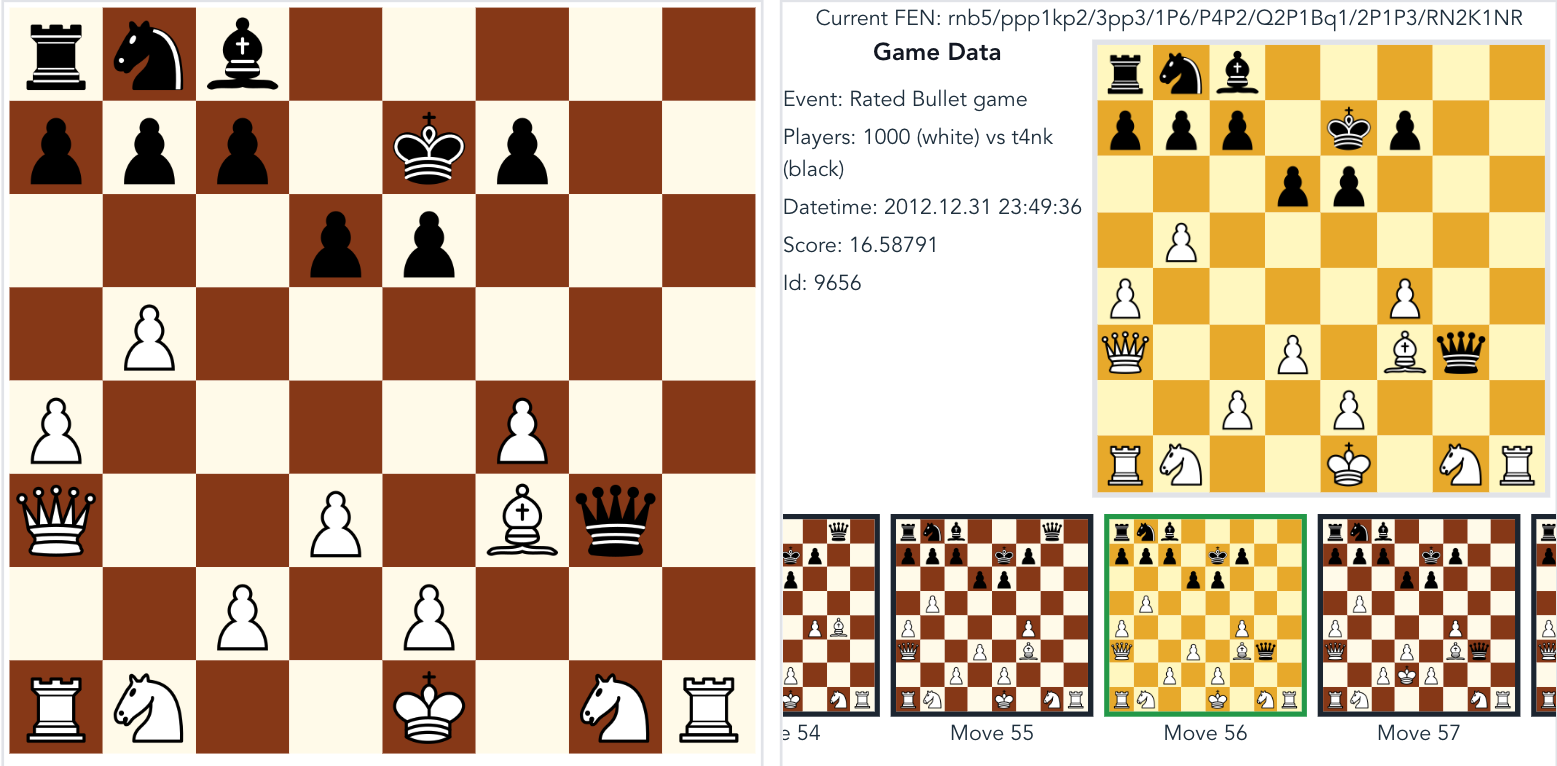 Current FEN: rnb5/ppp1kp2/3pp3/1P6/P4P2/Q2P1Bq1/2P1P3/RN2K1NR
Game Data
Event: Rated Bullet game
Players: 1000 (white) vs t4nk
(black)
Datetime: 2012.12.31 23:49:36
Score: 16.58791
Id: 9656
e 54
Move 55
Move 56
Move 57